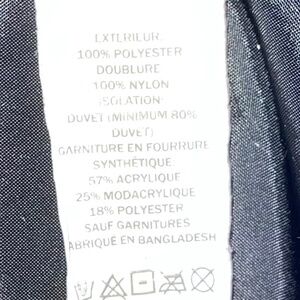 EXTERIEUR:
100% POLYESTER
DOUBLURE
100% NYLON
ISOLATION:
DUVET (MINIMUM 80%
DUVET)
GARNITURE EN FOURRURE
SYNTHÉTIQUE
57% ACRYLIQUE
25% MODACRYLIQUE
18% POLYESTER
SAUF GARNITURES
FABRIQUÉ EN BANGLADESH